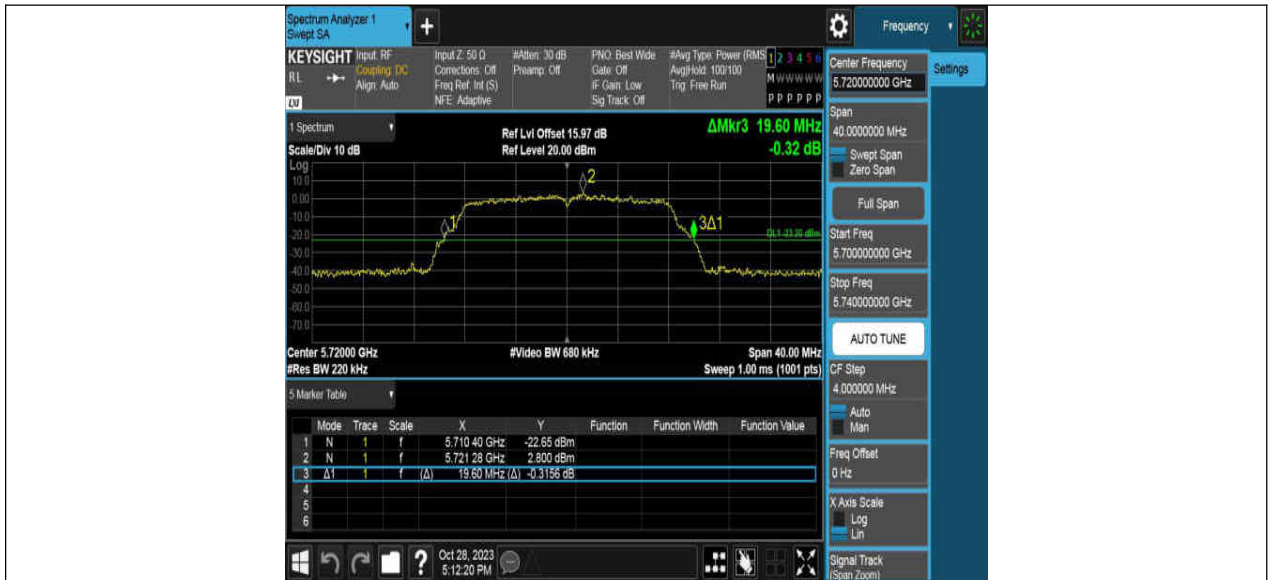 Spectrum Analyzer 1
Swept SA
+
Frequency
KEYSIGHT
RL
LW
Input: RF
Coupling: DC
Align: Auto
Input Z: 50 Ω
Corrections: Off
Freq Ref: Int (S)
NFE: Adaptive
#Atten: 30 dB
Preamp: Off
PNO: Best Wide
Gate: Off
IF Gain: Low
Sig Track: Off
#Avg Type: Power (RMS
Avg|Hold: 100/100
Trig: Free Run
1 2 3 4 5 6
M W W W W W
P P P P P P
Center Frequency
5.720000000 GHz
Settings
Span
40.0000000 MHz
Swept Span
Zero Span
Full Span
Start Freq
5.700000000 GHz
Stop Freq
5.740000000 GHz
AUTO TUNE
CF Step
4.000000 MHz
Auto
Man
Freq Offset
0 Hz
X Axis Scale
Log
Lin
Signal Track
(Span Zoom)
1 Spectrum
Scale/Div 10 dB
Ref Lvl Offset 15.97 dB
Ref Level 20.00 dBm
ΔMkr3 19.60 MHz
-0.32 dB
Log
10.0
0.00
-10.0
-20.0
-30.0
-40.0
-50.0
-60.0
-70.0
1
2
3Δ1
Center 5.72000 GHz
#Res BW 220 kHz
#Video BW 680 kHz
Span 40.00 MHz
Sweep 1.00 ms (1001 pts)
5 Marker Table
Mode Trace Scale X Y Function Function Width Function Value
1 N 1 f 5.710 40 GHz -22.65 dBm
2 N 1 f 5.721 28 GHz 2.800 dBm
3 Δ1 1 f (Δ) 19.60 MHz (Δ) -0.3156 dB
4
5
6
?
Oct 28, 2023
5:12:20 PM